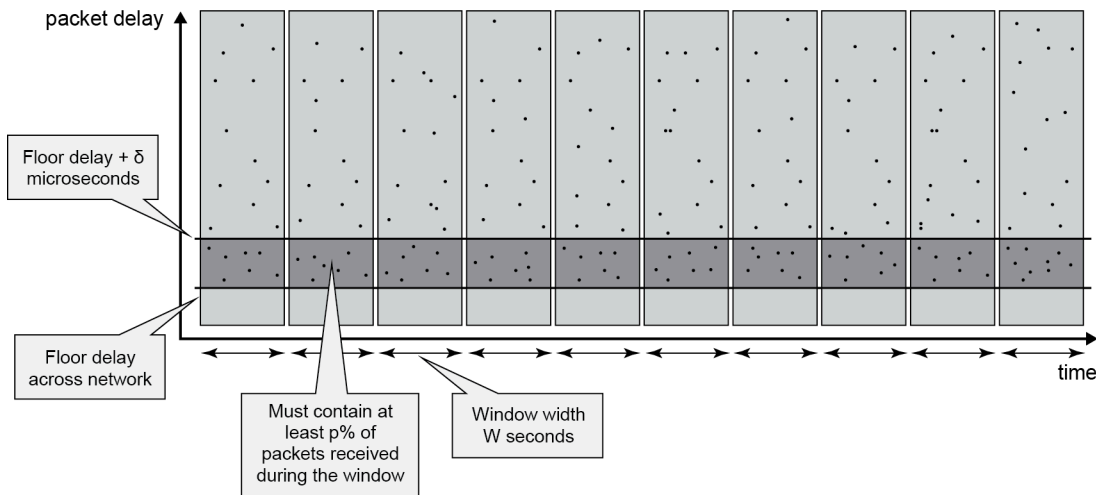 packet delay
Floor delay + δ
microseconds
Floor delay
across network
Must contain at
least p% of
packets received
during the window
Window width
W seconds
time